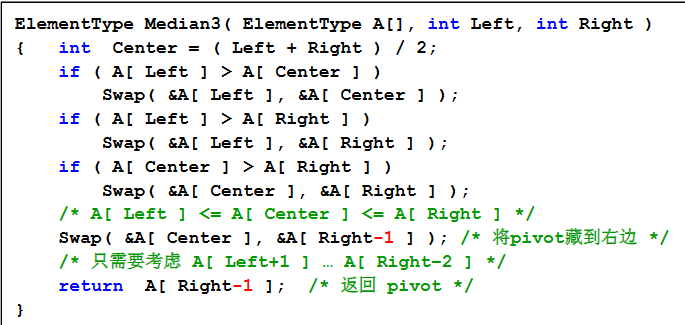 ElementType Median3( ElementType A[], int Left, int Right )
{   int  Center = ( Left + Right ) / 2;
    if ( A[ Left ] > A[ Center ] )
        Swap( &A[ Left ], &A[ Center ] );
    if ( A[ Left ] > A[ Right ] )
        Swap( &A[ Left ], &A[ Right ] );
    if ( A[ Center ] > A[ Right ] )
        Swap( &A[ Center ], &A[ Right ] );
    /* A[ Left ] <= A[ Center ] <= A[ Right ] */
    Swap( &A[ Center ], &A[ Right-1 ] ); /* 将pivot藏到右边 */
    /* 只需要考虑 A[ Left+1 ] … A[ Right–2 ] */
    return  A[ Right-1 ];  /* 返回 pivot */
}